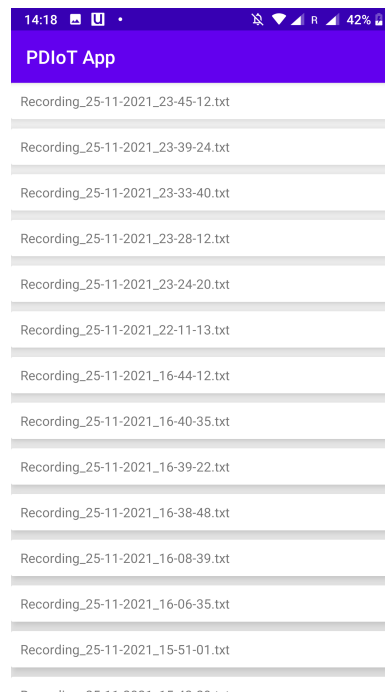 14:18 R 42%
PDIoT App
Recording_25-11-2021_23-45-12.txt
Recording_25-11-2021_23-39-24.txt
Recording_25-11-2021_23-33-40.txt
Recording_25-11-2021_23-28-12.txt
Recording_25-11-2021_23-24-20.txt
Recording_25-11-2021_22-11-13.txt
Recording_25-11-2021_16-44-12.txt
Recording_25-11-2021_16-40-35.txt
Recording_25-11-2021_16-39-22.txt
Recording_25-11-2021_16-38-48.txt
Recording_25-11-2021_16-08-39.txt
Recording_25-11-2021_16-06-35.txt
Recording_25-11-2021_15-51-01.txt